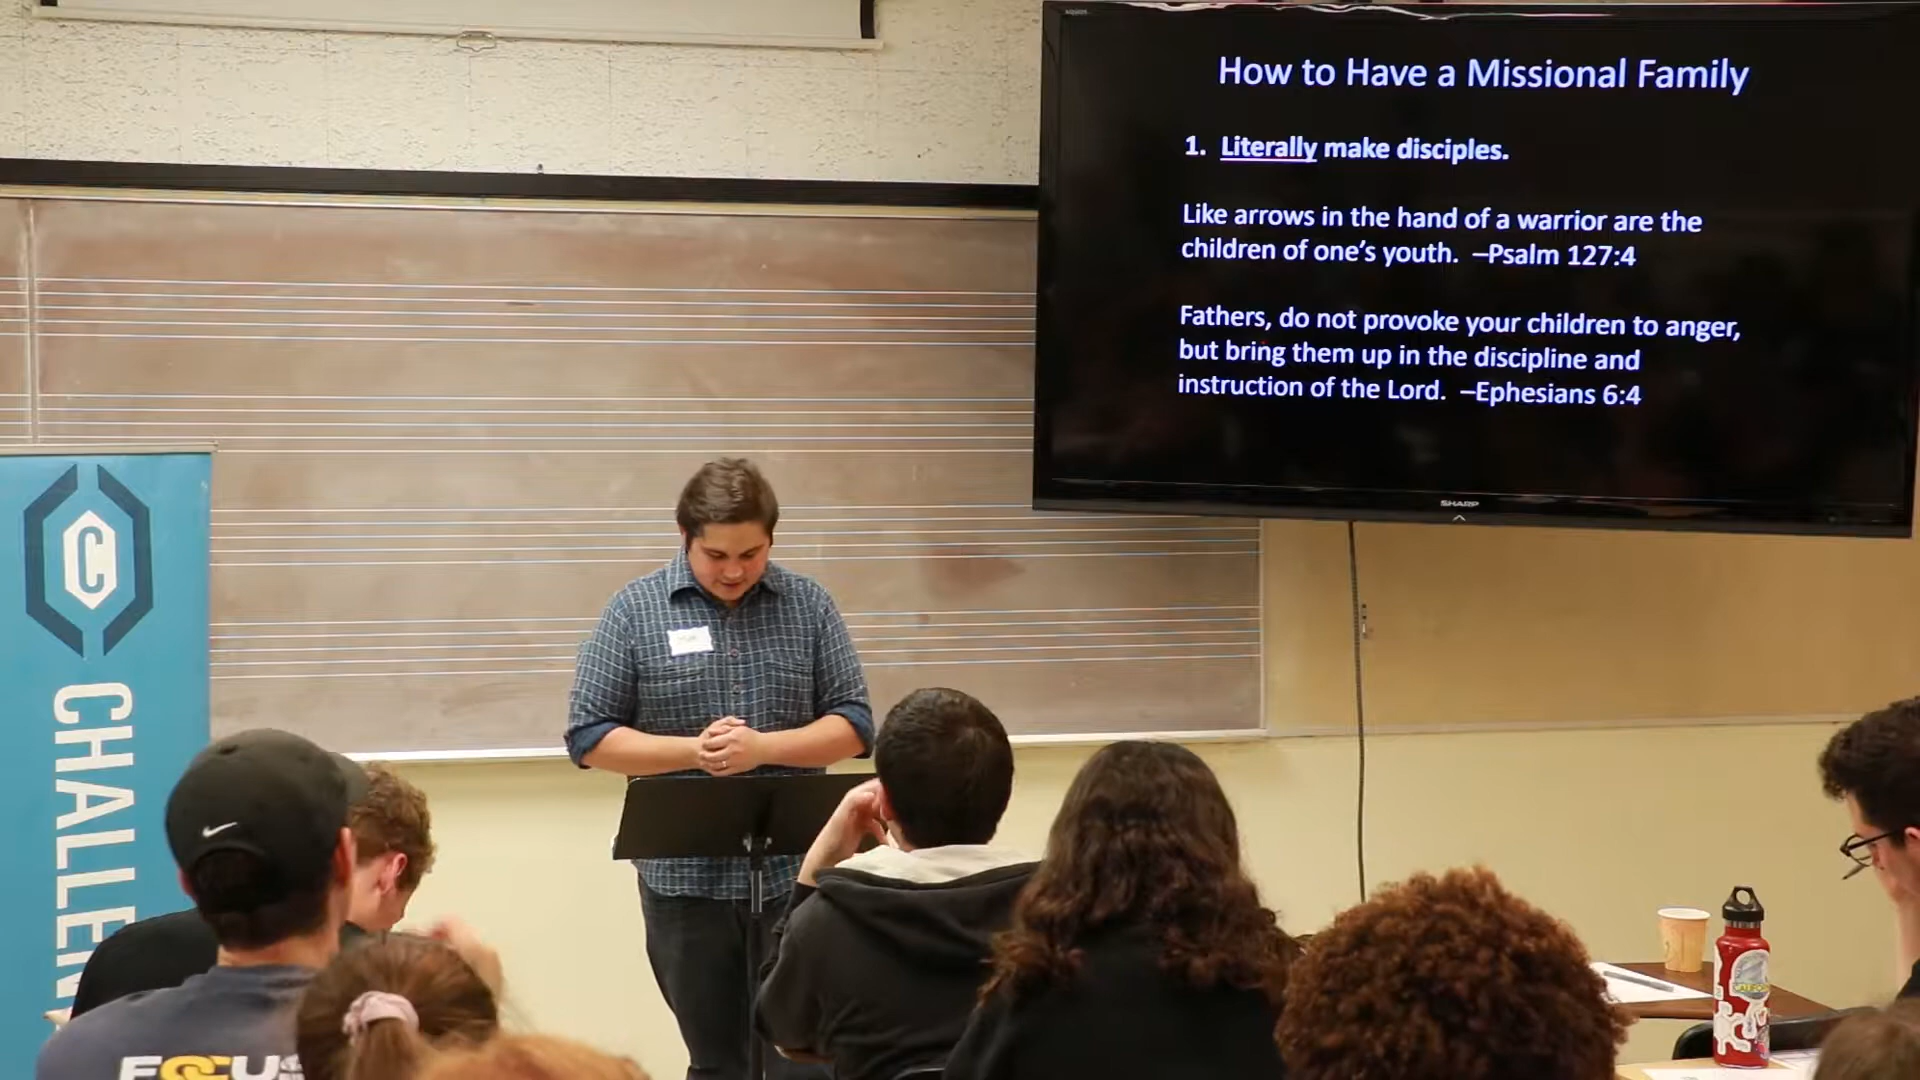 How to Have a Missional Family
1. Literally make disciples.
Like arrows in the hand of a warrior are the
children of one's youth. –Psalm 127:4
Fathers, do not provoke your children to anger,
but bring them up in the discipline and
instruction of the Lord. –Ephesians 6:4
SHARP
C
CHALLEN
FOCUS